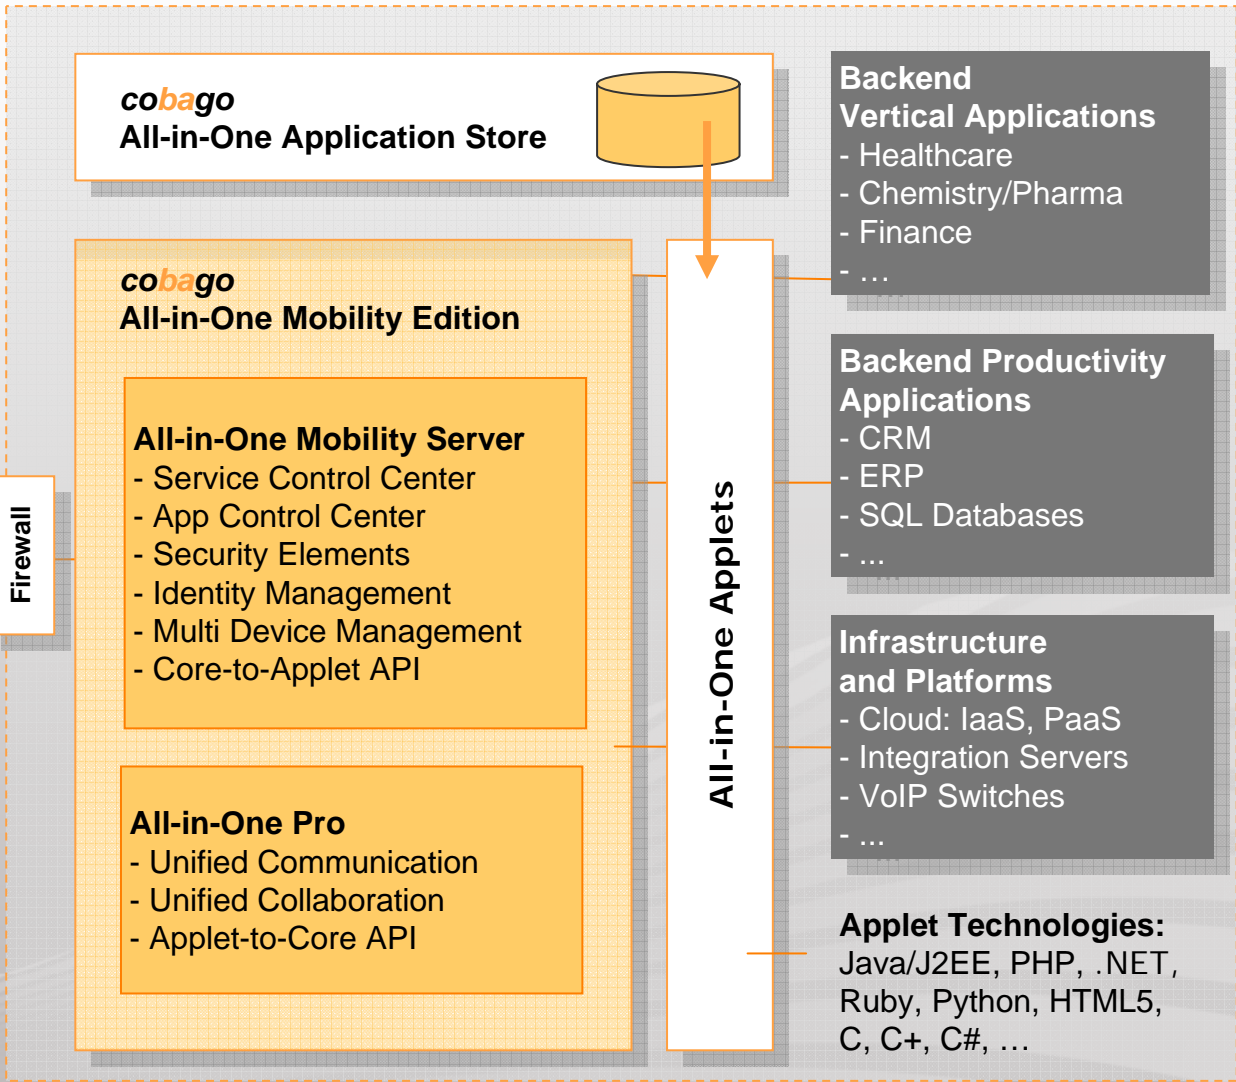 cobago
All-in-One Application Store
cobago
All-in-One Mobility Edition
All-in-One Mobility Server
- Service Control Center
- App Control Center
- Security Elements
- Identity Management
- Multi Device Management
- Core-to-Applet API
All-in-One Pro
- Unified Communication
- Unified Collaboration
- Applet-to-Core API
Firewall
All-in-One Applets
Backend
Vertical Applications
- Healthcare
- Chemistry/Pharma
- Finance
- …
Backend Productivity
Applications
- CRM
- ERP
- SQL Databases
- ...
Infrastructure
and Platforms
- Cloud: IaaS, PaaS
- Integration Servers
- VoIP Switches
- ...
Applet Technologies:
Java/J2EE, PHP, .NET,
Ruby, Python, HTML5,
C, C+, C#, …